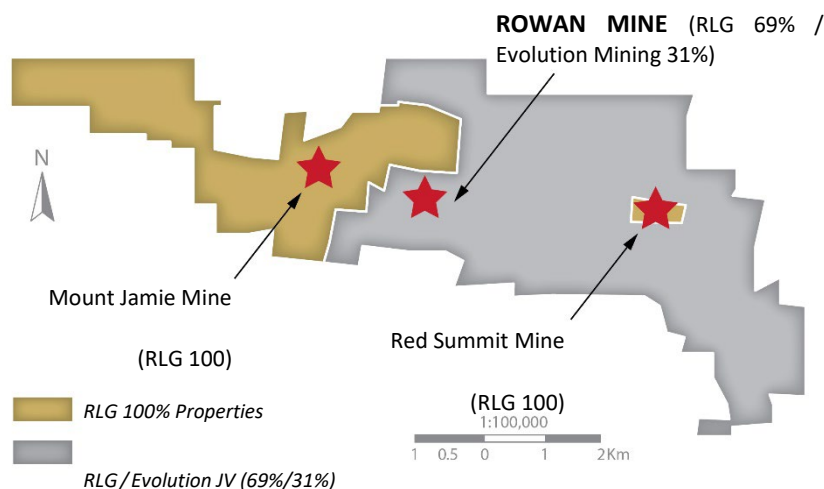 ROWAN MINE (RLG 69% /
Evolution Mining 31%)
N
Mount Jamie Mine
(RLG 100)
Red Summit Mine
(RLG 100)
RLG 100% Properties
RLG/Evolution JV (69%/31%)
1:100,000
1 0.5 0 1 2Km